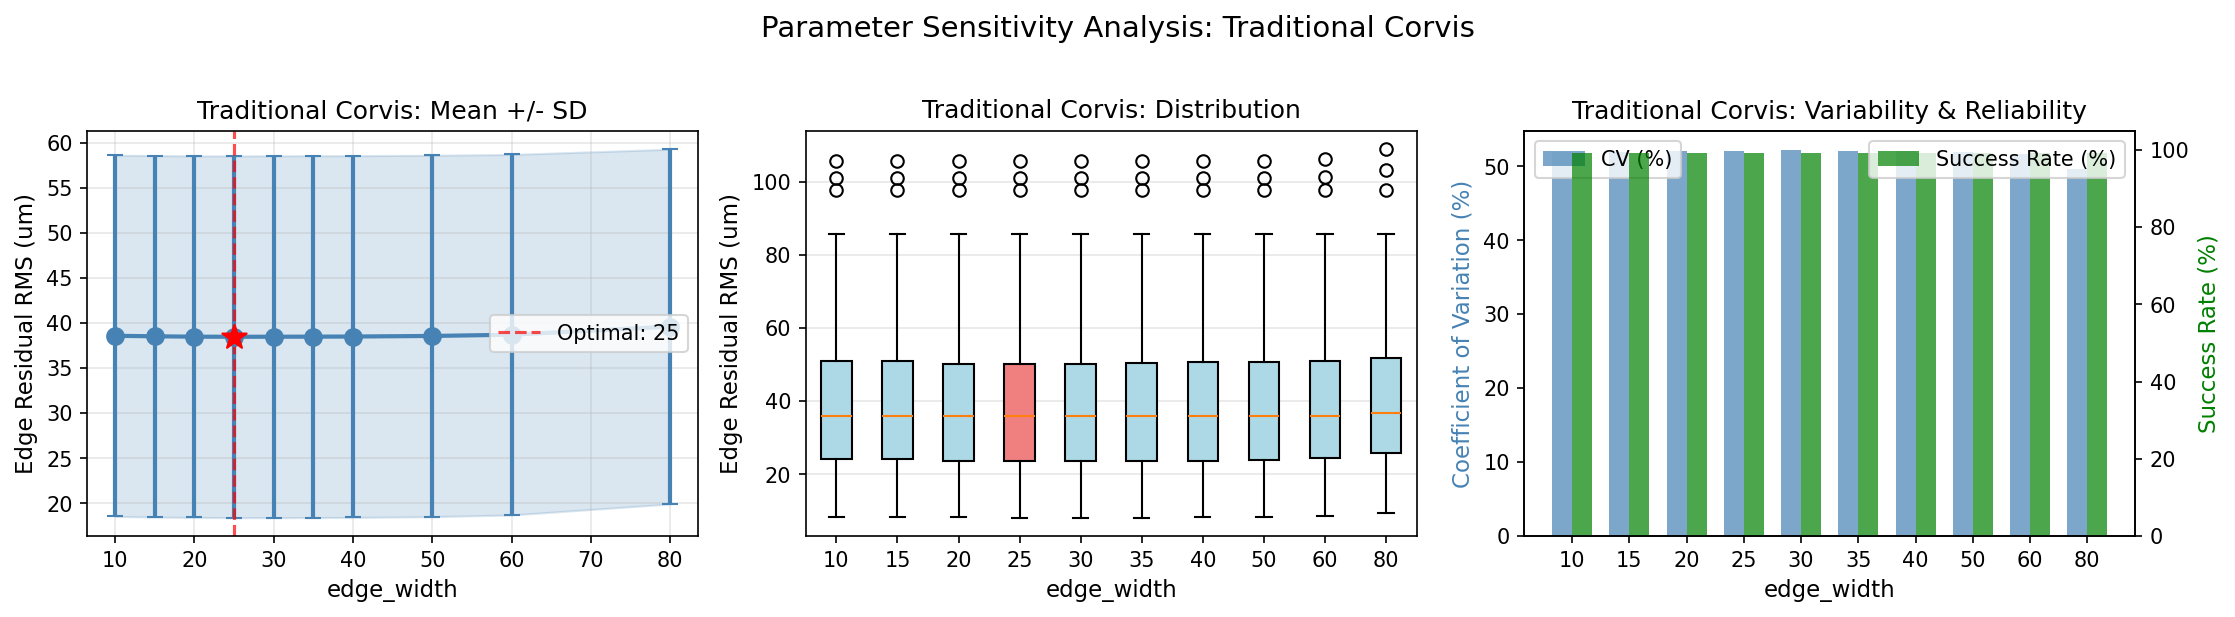 Parameter Sensitivity Analysis: Traditional Corvis
Traditional Corvis: Mean +/- SD
60
55
50
45
40
35
30
25
20
Edge Residual RMS (um)
Optimal: 25
10 20 30 40 50 60 70 80
edge_width
Traditional Corvis: Distribution
100
80
60
40
20
Edge Residual RMS (um)
10 15 20 25 30 35 40 50 60 80
edge_width
Traditional Corvis: Variability & Reliability
CV (%)
Success Rate (%)
50
40
30
20
10
0
Coefficient of Variation (%)
100
80
60
40
20
0
Success Rate (%)
10 15 20 25 30 35 40 50 60 80
edge_width